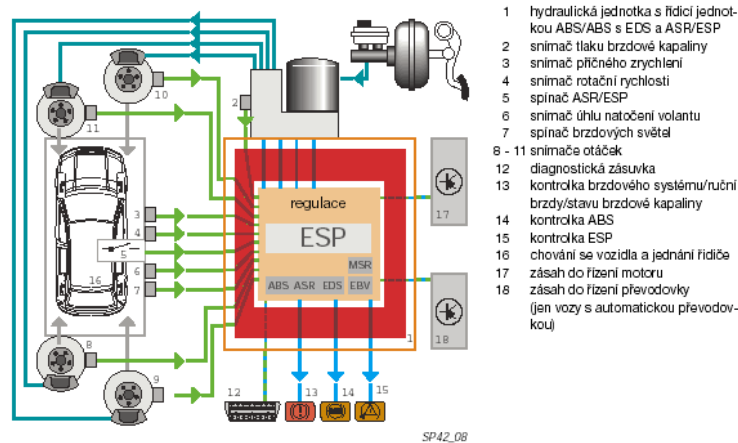 10
11
2
3
4
5
6
7
16
8
9
regulace
ESP
MSR
ABS ASR EDS EBV
1
17
18
12
13
14
15
SP42_08
1 hydraulická jednotka s řídicí jednot-
kou ABS/ABS s EDS a ASR/ESP
2 snímač tlaku brzdové kapaliny
3 snímač příčného zrychlení
4 snímač rotační rychlosti
5 spínač ASR/ESP
6 snímač úhlu natočení volantu
7 spínač brzdových světel
8 - 11 snímače otáček
12 diagnostická zásuvka
13 kontrolka brzdového systému/ruční
brzdy/stavu brzdové kapaliny
14 kontrolka ABS
15 kontrolka ESP
16 chování se vozidla a jednání řidiče
17 zásah do řízení motoru
18 zásah do řízení převodovky
(jen vozy s automatickou převodov-
kou)